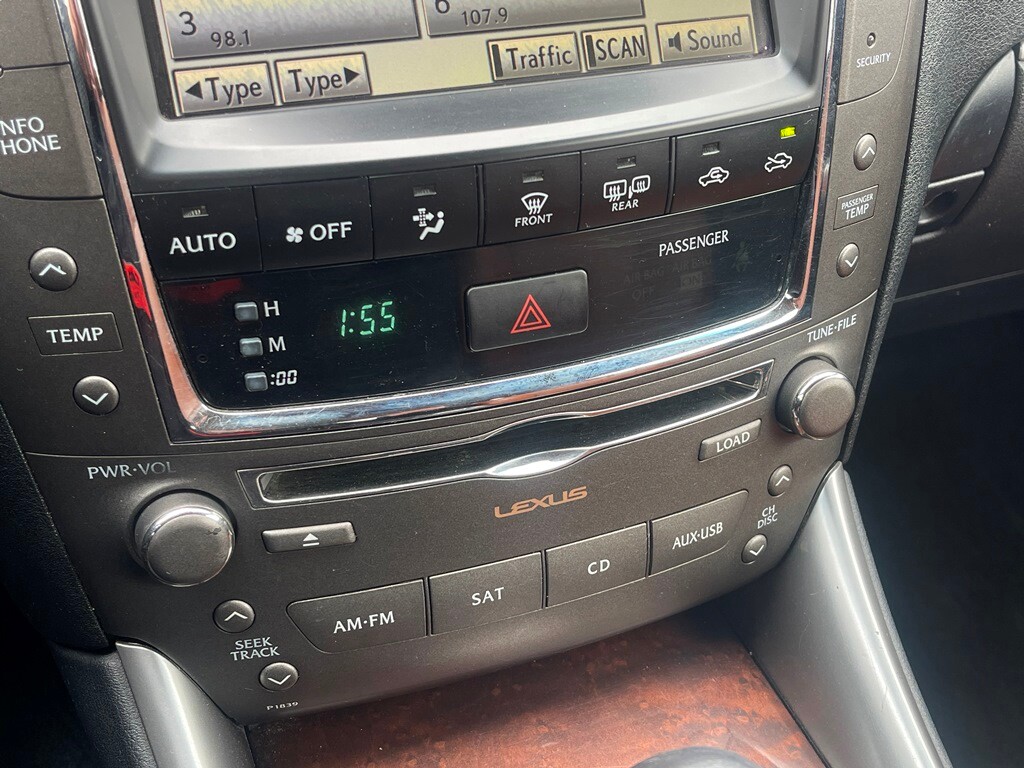 3 98.1
6 107.9
◀Type
Type▶
Traffic
SCAN
Sound
SECURITY
NFO
HONE
AUTO
OFF
FRONT
REAR
PASSENGER
TEMP
PASSENGER
H
1:55
M
:00
TEMP
TUNE·FILE
PWR·VOL
LOAD
LEXUS
CH
DISC
AM·FM
SAT
CD
AUX·USB
SEEK
TRACK
P1839